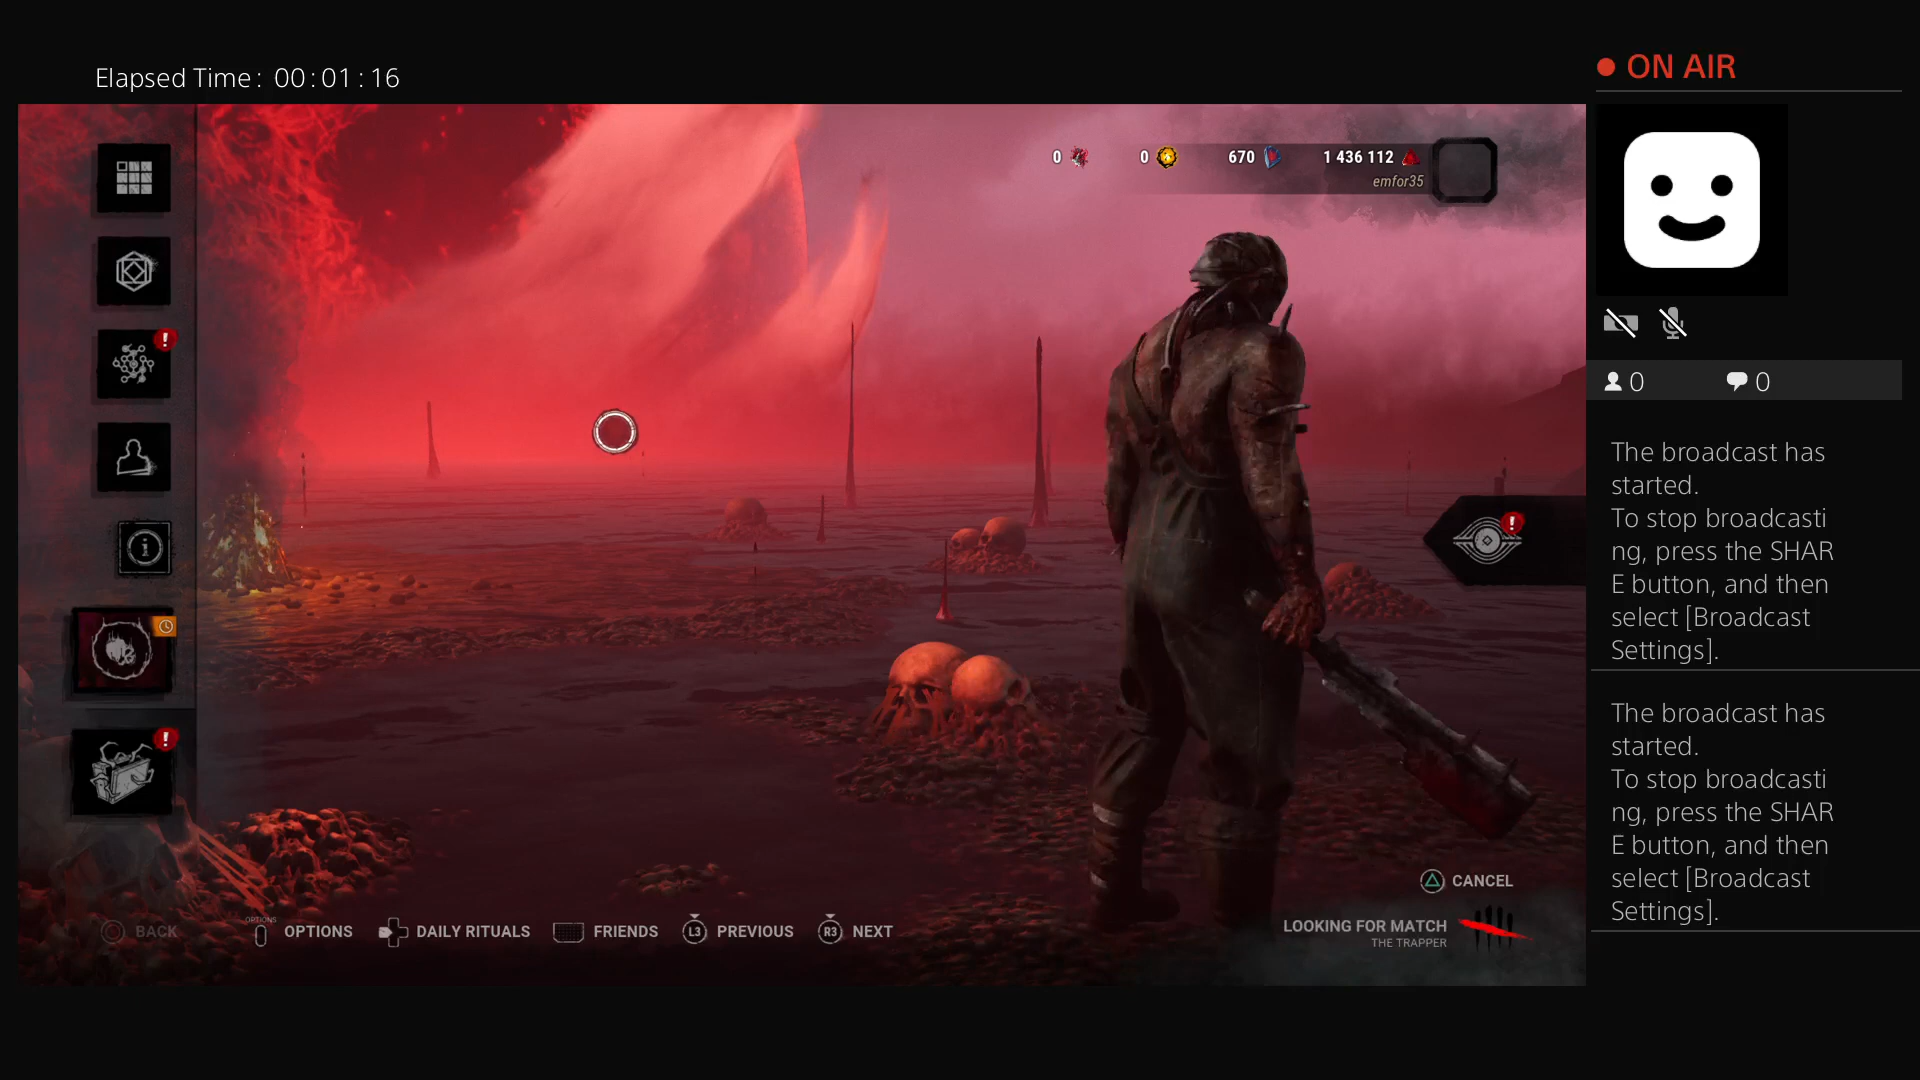 Elapsed Time: 00:01:16
ON AIR
0
0
670
1 436 112
emfor35
0
0
The broadcast has
started.
To stop broadcasti
ng, press the SHAR
E button, and then
select [Broadcast
Settings].
The broadcast has
started.
To stop broadcasti
ng, press the SHAR
E button, and then
select [Broadcast
Settings].
CANCEL
BACK
OPTIONS
OPTIONS
DAILY RITUALS
FRIENDS
L3
PREVIOUS
R3
NEXT
LOOKING FOR MATCH
THE TRAPPER